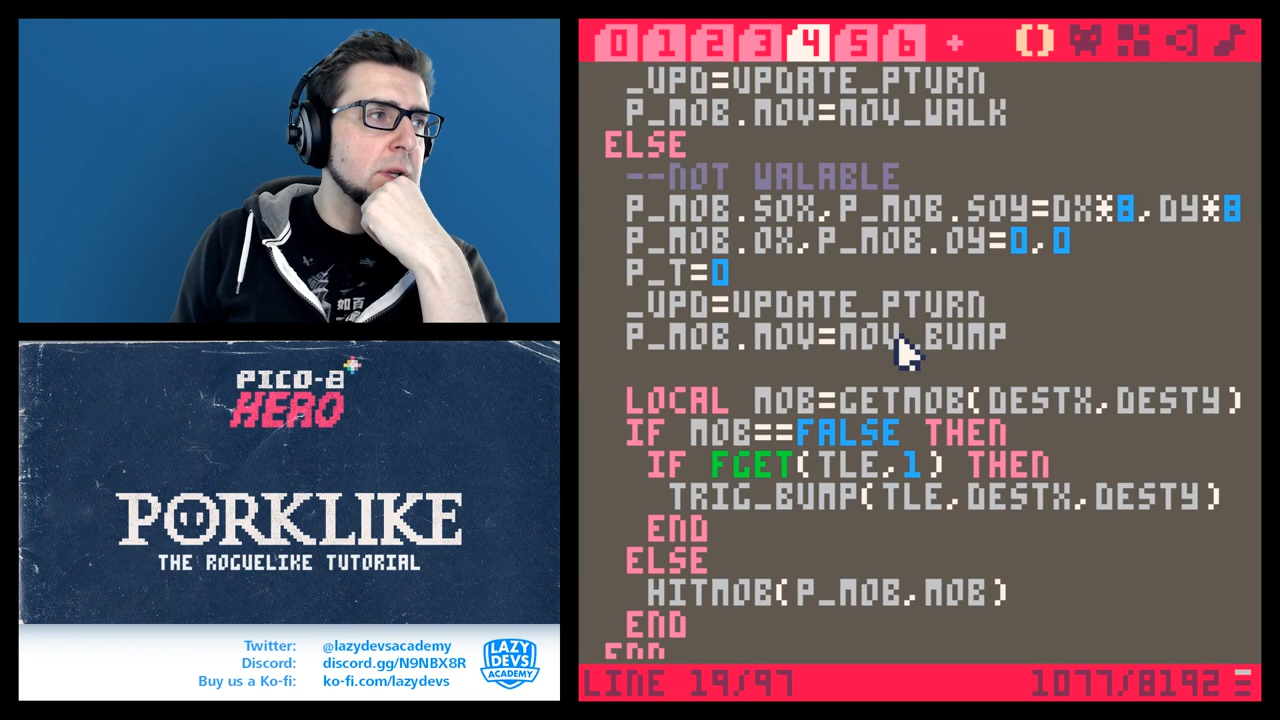 0 1 2 3 4 5 6 +
_UPD=UPDATE_PTURN
P_MOB.MOV=MOV_WALK
ELSE
--NOT WALABLE
P_MOB.SOX,P_MOB.SOY=DX*8,DY*8
P_MOB.OX,P_MOB.OY=0,0
P_T=0
_UPD=UPDATE_PTURN
P_MOB.MOV=MOV_BUMP
LOCAL MOB=GETMOB(DESTX,DESTY)
IF MOB==FALSE THEN
IF FGET(TLE,1) THEN
TRIG_BUMP(TLE,DESTX,DESTY)
END
ELSE
HITMOB(P_MOB,MOB)
END
END
LINE 19/97 1077/8192
如百
PICO-8
HERO
PORKLIKE
THE ROGUELIKE TUTORIAL
Twitter: @lazydevsacademy
Discord: discord.gg/N9NBX8R
Buy us a Ko-fi: ko-fi.com/lazydevs
LAZY
DEVS
ACADEMY